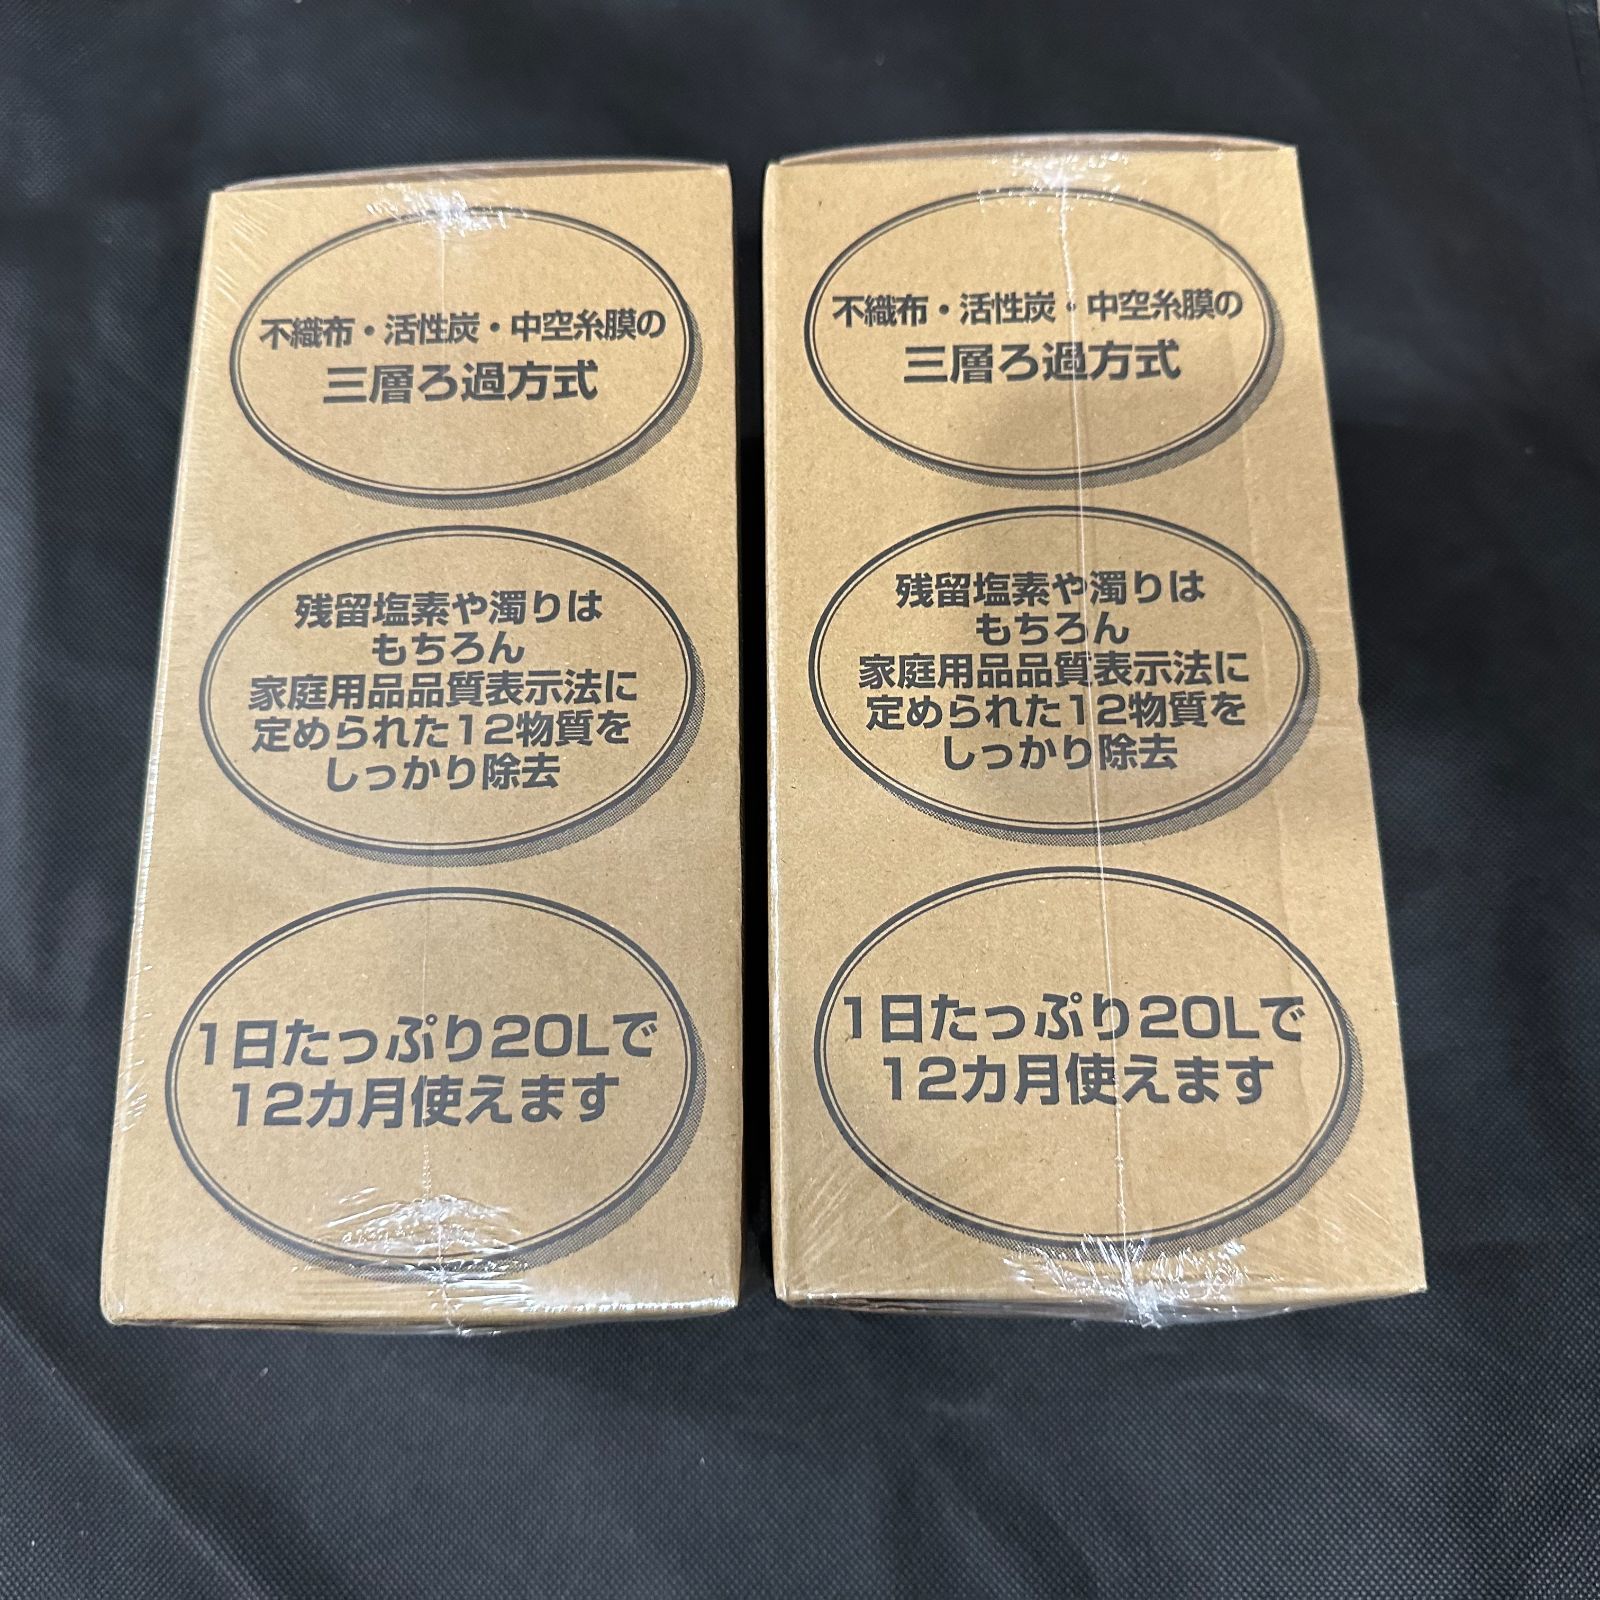 不織布・活性炭・中空糸膜の
三層ろ過方式
残留塩素や濁りは
もちろん
家庭用品品質表示法に
定められた12物質を
しっかり除去
1日たっぷり20Lで
12カ月使えます
不織布・活性炭・中空糸膜の
三層ろ過方式
残留塩素や濁りは
もちろん
家庭用品品質表示法に
定められた12物質を
しっかり除去
1日たっぷり20Lで
12カ月使えます